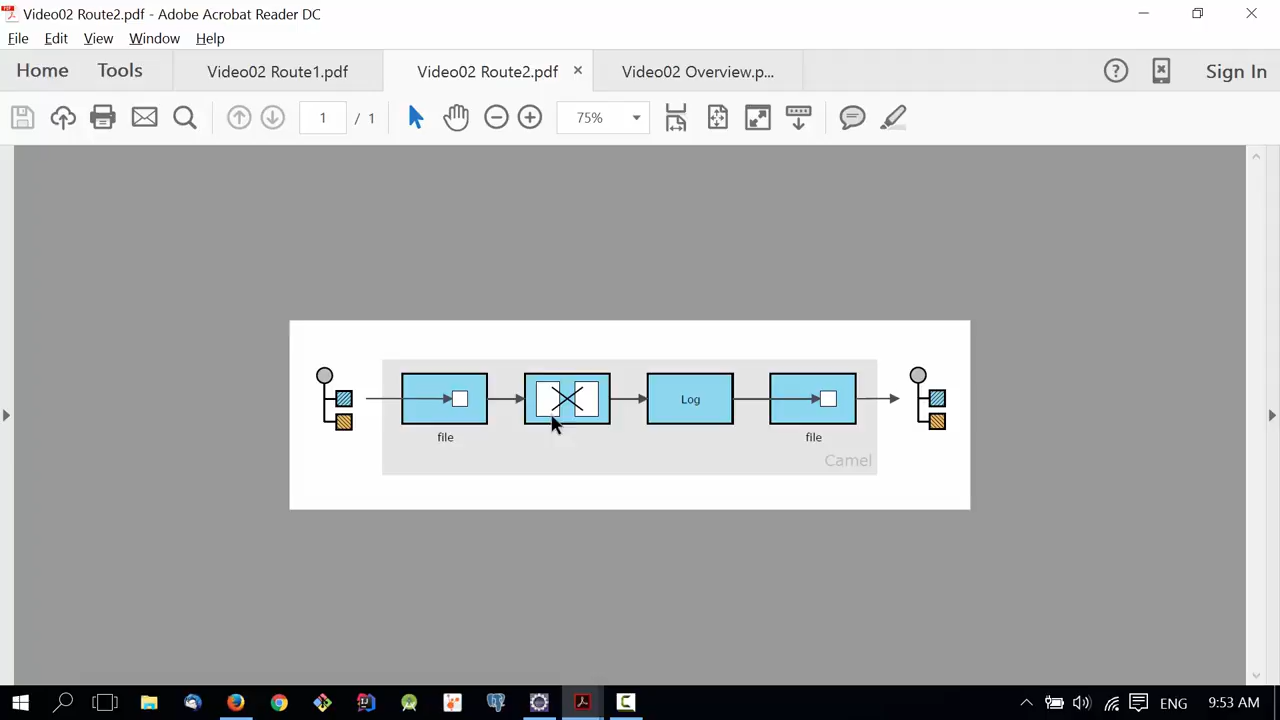 Video02 Route2.pdf - Adobe Acrobat Reader DC
File Edit View Window Help
Home Tools Video02 Route1.pdf Video02 Route2.pdf × Video02 Overview.p... Sign In
1 / 1 75%
Log
file file
Camel
ENG 9:53 AM